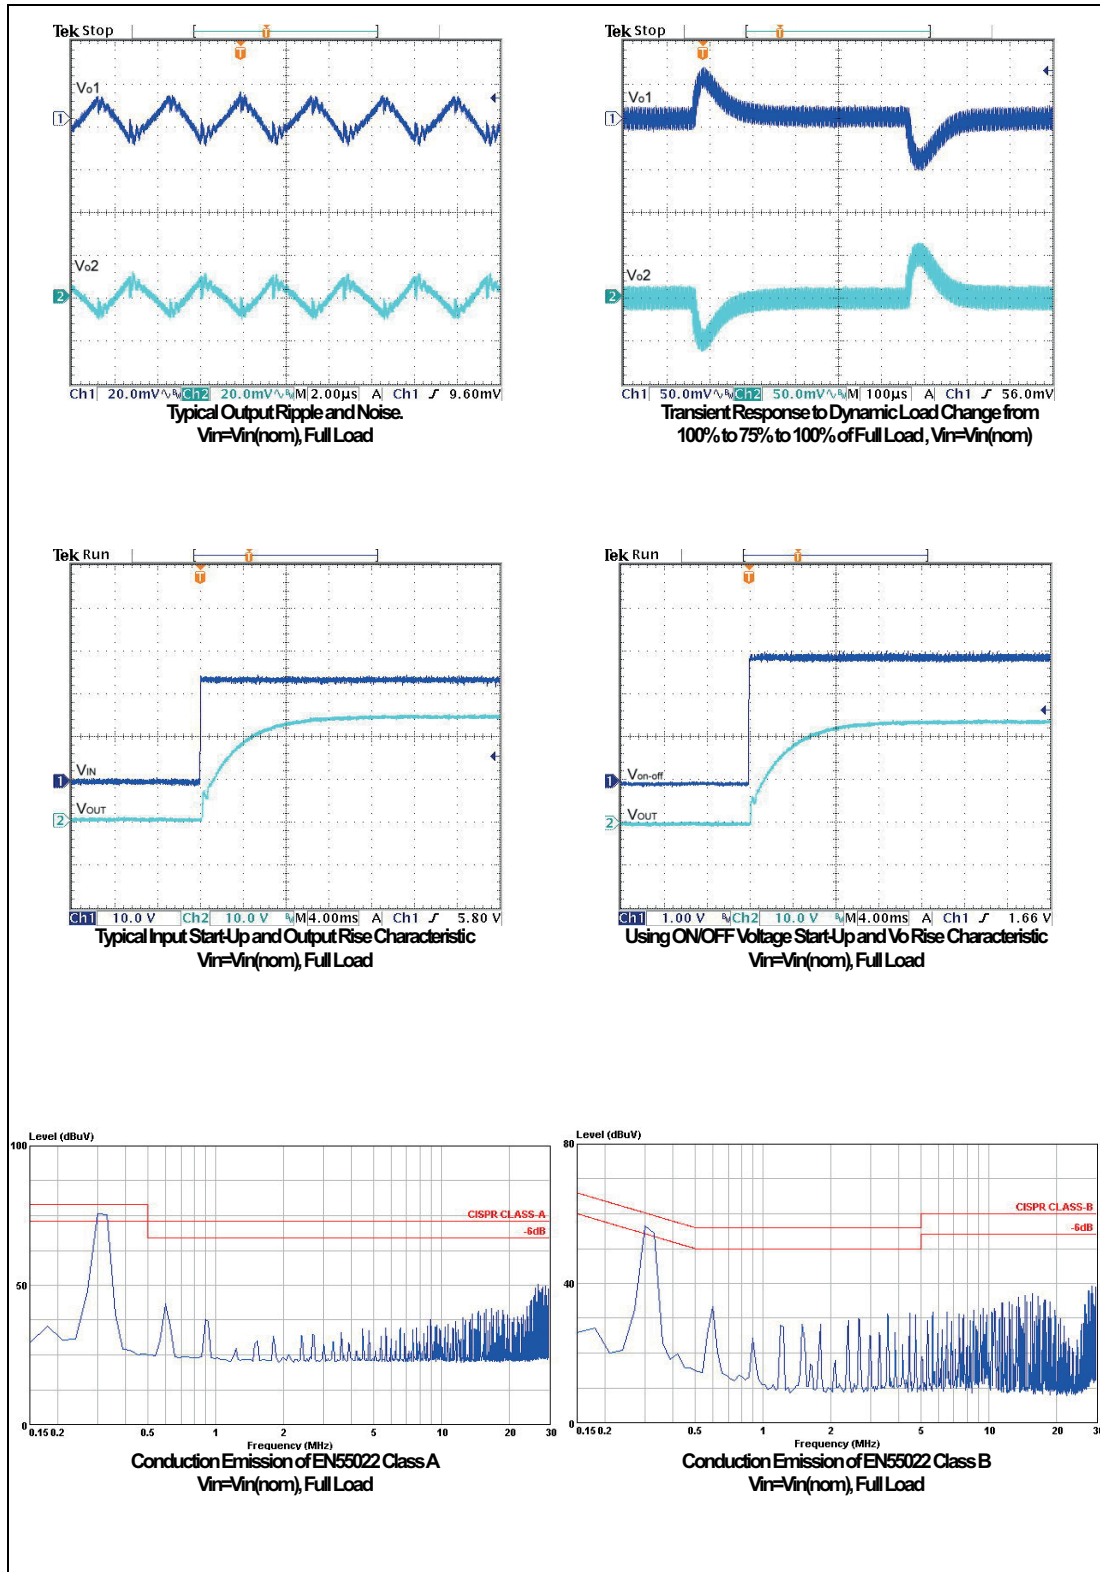 Tek Stop
T
T
Vo1
1
Vo2
2
Ch1 20.0mV Ch2 20.0mV M 2.00µs A Ch1 9.60mV
Typical Output Ripple and Noise.
Vin=Vin(nom), Full Load
Tek Stop
T
T
Vo1
1
Vo2
2
Ch1 50.0mV Ch2 50.0mV M 100µs A Ch1 56.0mV
Transient Response to Dynamic Load Change from
100% to 75% to 100% of Full Load , Vin=Vin(nom)
Tek Run
T
T
VIN
1
VOUT
2
Ch1 10.0 V Ch2 10.0 V M 4.00ms A Ch1 5.80 V
Typical Input Start-Up and Output Rise Characteristic
Vin=Vin(nom), Full Load
Tek Run
T
T
Von-off
1
VOUT
2
Ch1 1.00 V Ch2 10.0 V M 4.00ms A Ch1 1.66 V
Using ON/OFF Voltage Start-Up and Vo Rise Characteristic
Vin=Vin(nom), Full Load
Level (dBuV)
100
CISPR CLASS-A
-6dB
50
0
0.15 0.2 0.5 1 2 5 10 20 30
Frequency (MHz)
Conduction Emission of EN55022 Class A
Vin=Vin(nom), Full Load
Level (dBuV)
80
CISPR CLASS-B
-6dB
40
0
0.15 0.2 0.5 1 2 5 10 20 30
Frequency (MHz)
Conduction Emission of EN55022 Class B
Vin=Vin(nom), Full Load